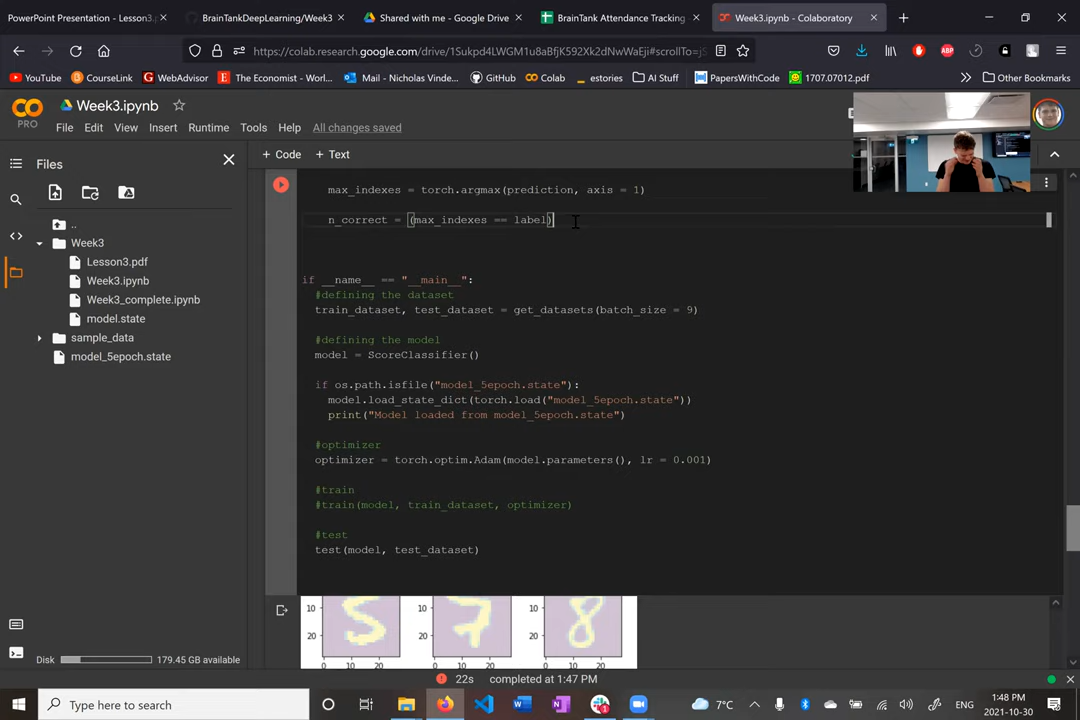 PowerPoint Presentation - Lesson3.p
BrainTankDeepLearning/Week3
Shared with me - Google Drive
BrainTank Attendance Tracking
Week3.ipynb - Colaboratory
https://colab.research.google.com/drive/1Sukpd4LWGM1u8aBfjK592Xk2dNwWaEji#scrollTo=jS
YouTube
CourseLink
WebAdvisor
The Economist - Worl...
Mail - Nicholas Vinde...
GitHub
Colab
estories
AI Stuff
PapersWithCode
1707.07012.pdf
Other Bookmarks
CO
PRO
Week3.ipynb
File Edit View Insert Runtime Tools Help All changes saved
Files
+ Code + Text
..
Week3
Lesson3.pdf
Week3.ipynb
Week3_complete.ipynb
model.state
sample_data
model_5epoch.state
max_indexes = torch.argmax(prediction, axis = 1)
n_correct = (max_indexes == label)
if __name__ == "__main__":
#defining the dataset
train_dataset, test_dataset = get_datasets(batch_size = 9)
#defining the model
model = ScoreClassifier()
if os.path.isfile("model_5epoch.state"):
model.load_state_dict(torch.load("model_5epoch.state"))
print("Model loaded from model_5epoch.state")
#optimizer
optimizer = torch.optim.Adam(model.parameters(), lr = 0.001)
#train
#train(model, train_dataset, optimizer)
#test
test(model, test_dataset)
10 5 10 7 10 8
20 20 20
0 20 0 20 0 20
Disk 179.45 GB available
22s completed at 1:47 PM
Type here to search
7°C
ENG
1:48 PM
2021-10-30